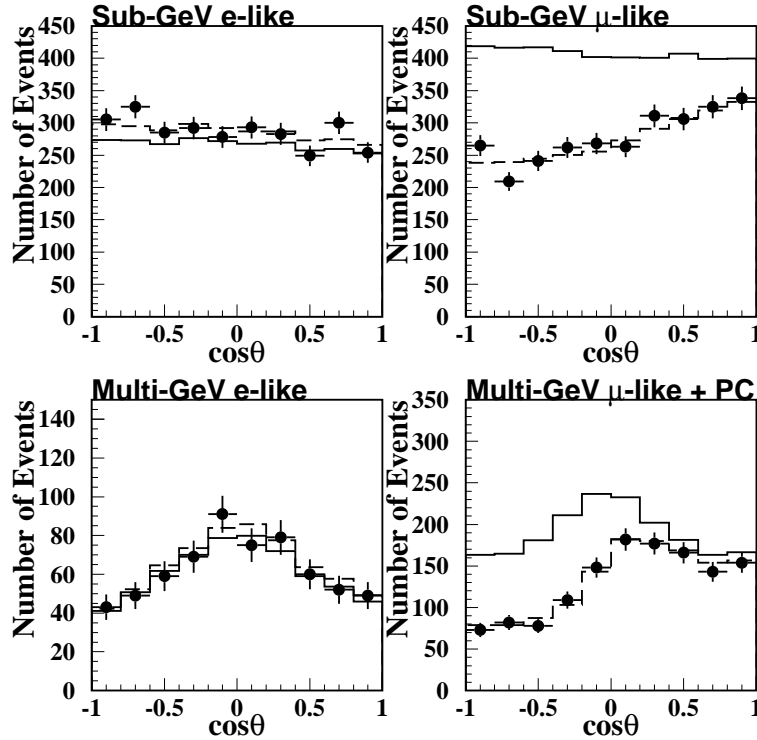 Sub-GeV e-like
Number of Events
450
400
350
300
250
200
150
100
50
0
-1 -0.5 0 0.5 1
cosθ
Sub-GeV μ-like
Number of Events
450
400
350
300
250
200
150
100
50
0
-1 -0.5 0 0.5 1
cosθ
Multi-GeV e-like
Number of Events
140
120
100
80
60
40
20
0
-1 -0.5 0 0.5 1
cosθ
Multi-GeV μ-like + PC
Number of Events
350
300
250
200
150
100
50
0
-1 -0.5 0 0.5 1
cosθ